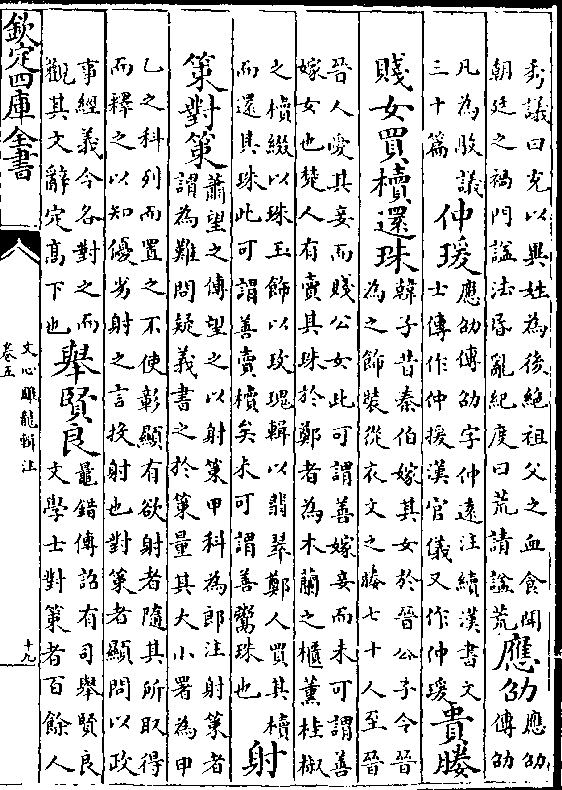 秀議曰充以異姓為後絕祖父之血食開
朝廷之禍門諡法昏亂紀度曰荒請諡荒
應劭
應劭
傳劭
凡為駁議
三十篇
仲瑗
應劭傳劭字仲遠注續漢書文
士傳作仲援漢官儀又作仲瑗
貴媵
賤女買櫝還珠
韓子昔秦伯嫁其女於晉公子令晉
為之飾裝從衣文之媵七十人至晉
晉人愛其妾而賤公女此可謂善嫁妾而未可謂善
嫁女也楚人有賣其珠於鄭者為木蘭之櫃薰桂椒
之櫝綴以珠玉飾以玫瑰輯以翡翠鄭人買其櫝
而還其珠此可謂善賣櫝矣未可謂善鬻珠也
射
策對策
蕭望之傳望之以射策甲科為郎注射策者
謂為難問疑義書之於策量其大小署為甲
乙之科列而置之不使彰顯有欲射者隨其所取得
而釋之以知優劣射之言投射也對策者顯問以政
事經義令各對之而
觀其文辭定高下也
舉賢良
鼂錯傳詔有司舉賢良
文學士對策者百餘人
欽定四庫全書
文心雕龍輯注
卷五
十九